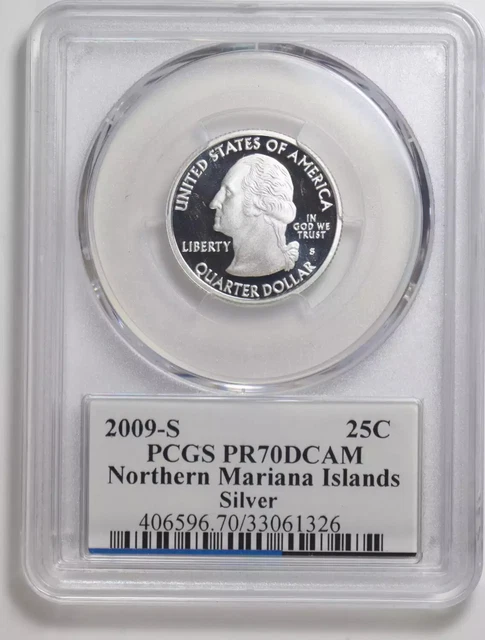 UNITED STATES OF AMERICA
IN
GOD WE
TRUST
LIBERTY
S
QUARTER DOLLAR
2009-S 25C
PCGS PR70DCAM
Northern Mariana Islands
Silver
406596.70/33061326